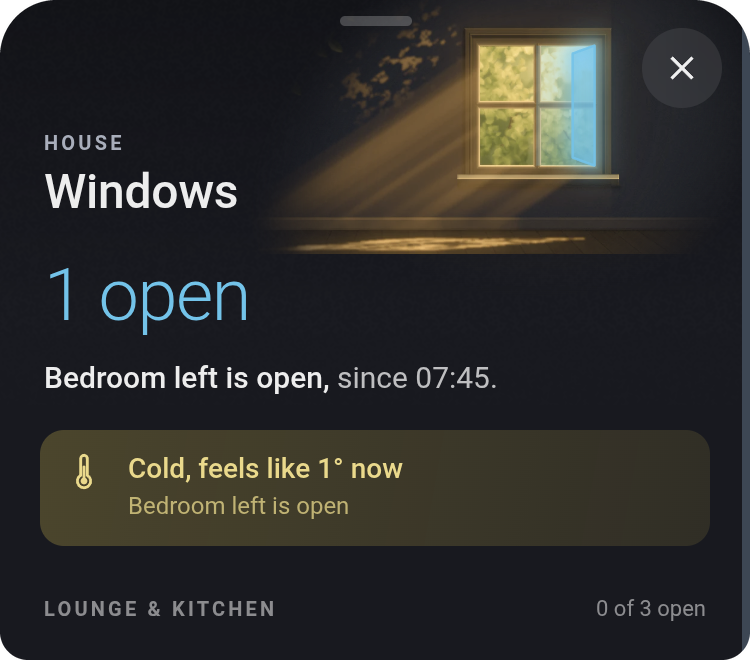 HOUSE
Windows
1 open
Bedroom left is open, since 07:45.
Cold, feels like 1° now
Bedroom left is open
LOUNGE & KITCHEN 0 of 3 open